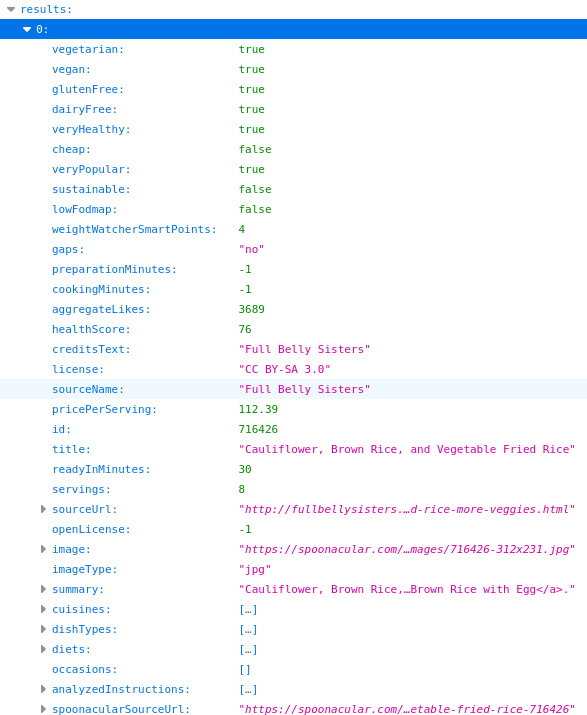 results:
0:
vegetarian: true
vegan: true
glutenFree: true
dairyFree: true
veryHealthy: true
cheap: false
veryPopular: true
sustainable: false
lowFodmap: false
weightWatcherSmartPoints: 4
gaps: "no"
preparationMinutes: -1
cookingMinutes: -1
aggregateLikes: 3689
healthScore: 76
creditsText: "Full Belly Sisters"
license: "CC BY-SA 3.0"
sourceName: "Full Belly Sisters"
pricePerServing: 112.39
id: 716426
title: "Cauliflower, Brown Rice, and Vegetable Fried Rice"
readyInMinutes: 30
servings: 8
sourceUrl: "http://fullbellysisters.…d-rice-more-veggies.html"
openLicense: -1
image: "https://spoonacular.com/…mages/716426-312x231.jpg"
imageType: "jpg"
summary: "Cauliflower, Brown Rice,…Brown Rice with Egg</a>."
cuisines: […]
dishTypes: […]
diets: […]
occasions: []
analyzedInstructions: […]
spoonacularSourceUrl: "https://spoonacular.com/…etable-fried-rice-716426"